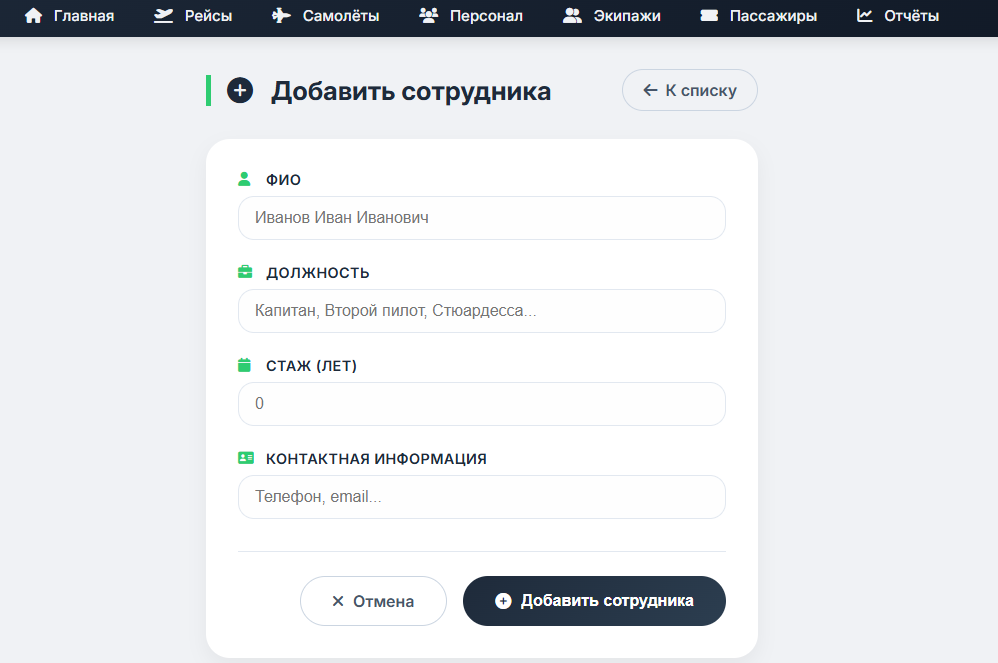 Главная Рейсы Самолёты Персонал Экипажи Пассажиры Отчёты
Добавить сотрудника
← К списку
ФИО
Иванов Иван Иванович
ДОЛЖНОСТЬ
Капитан, Второй пилот, Стюардесса...
СТАЖ (ЛЕТ)
0
КОНТАКТНАЯ ИНФОРМАЦИЯ
Телефон, email...
Отмена
Добавить сотрудника